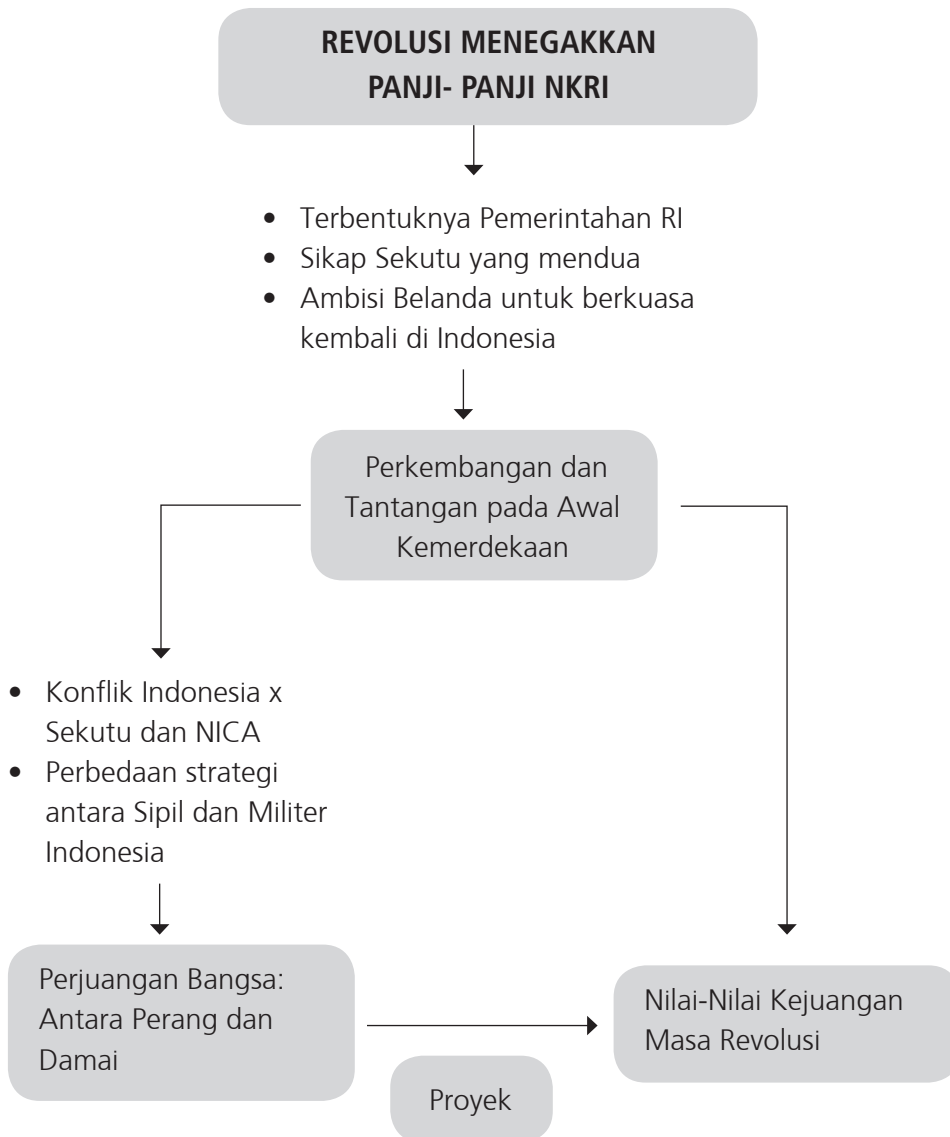 REVOLUSI MENEGAKKAN
PANJI- PANJI NKRI
• Terbentuknya Pemerintahan RI
• Sikap Sekutu yang mendua
• Ambisi Belanda untuk berkuasa
kembali di Indonesia
Perkembangan dan
Tantangan pada Awal
Kemerdekaan
• Konflik Indonesia x
Sekutu dan NICA
• Perbedaan strategi
antara Sipil dan Militer
Indonesia
Perjuangan Bangsa:
Antara Perang dan
Damai
Nilai-Nilai Kejuangan
Masa Revolusi
Proyek